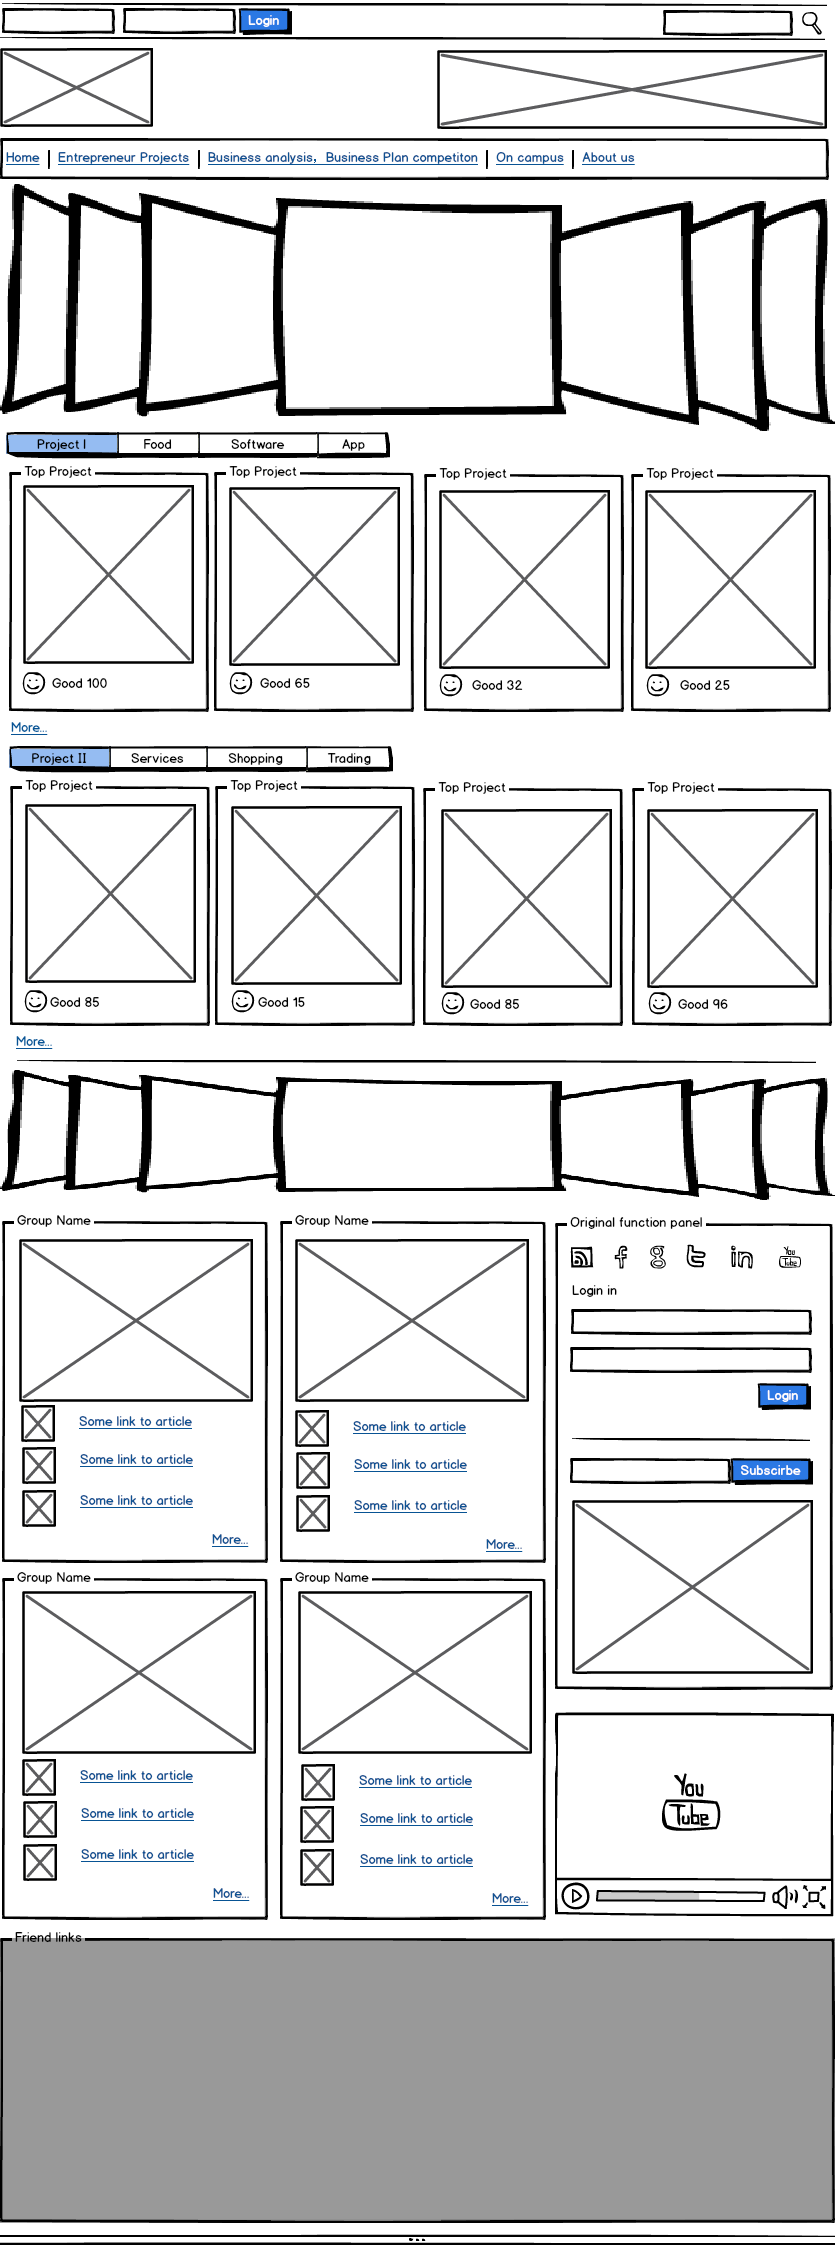 Login
Home | Entrepreneur Projects | Business analysis, Business Plan competiton | On campus | About us
Project I Food Software App
Top Project Top Project Top Project Top Project
Good 100 Good 65 Good 32 Good 25
More...
Project II Services Shopping Trading
Top Project Top Project Top Project Top Project
Good 85 Good 15 Good 85 Good 96
More...
Group Name
Some link to article
Some link to article
Some link to article
More...
Group Name
Some link to article
Some link to article
Some link to article
More...
Original function panel
f g t in You Tube
Login in
Login
Subscirbe
Group Name
Some link to article
Some link to article
Some link to article
More...
Group Name
Some link to article
Some link to article
Some link to article
More...
You
Tube
Friend links